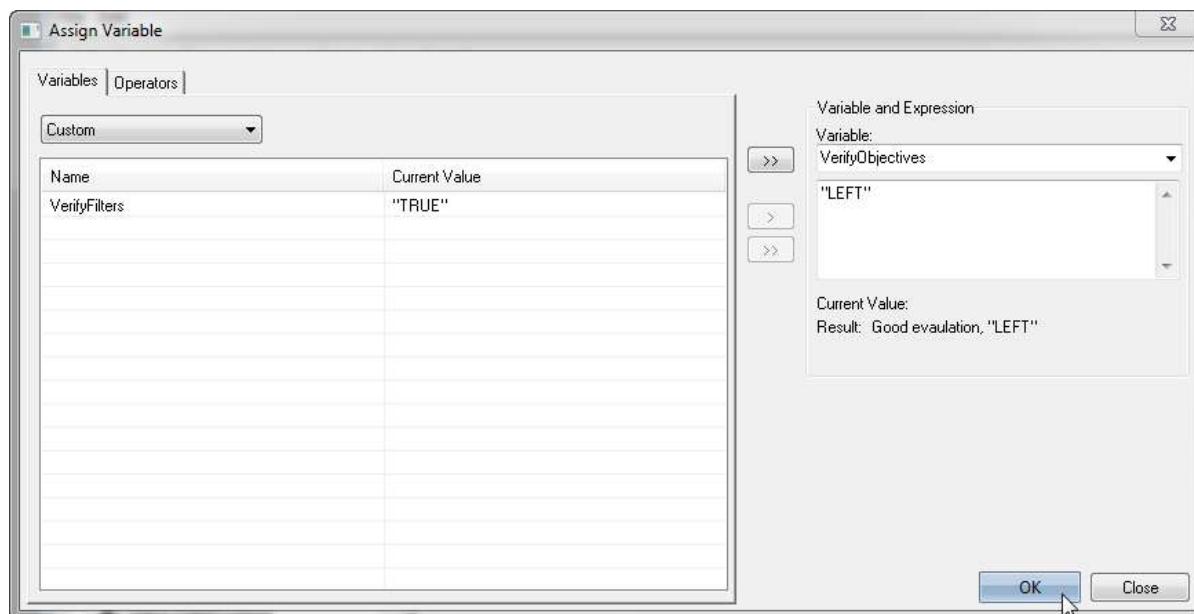 Assign Variable
Variables Operators
Custom
Name Current Value
VerifyFilters "TRUE"
>>
>
>>
Variable and Expression
Variable:
VerifyObjectives
"LEFT"
Current Value:
Result: Good evaulation, "LEFT"
OK Close